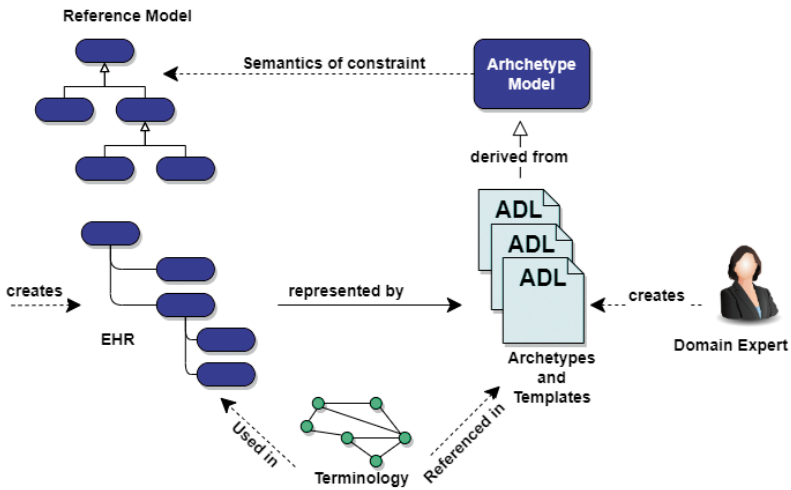 Reference Model
Semantics of constraint
Arhchetype
Model
derived from
ADL
ADL
ADL
creates
EHR
represented by
creates
Domain Expert
Archetypes
and
Templates
Used in
Terminology
Referenced in